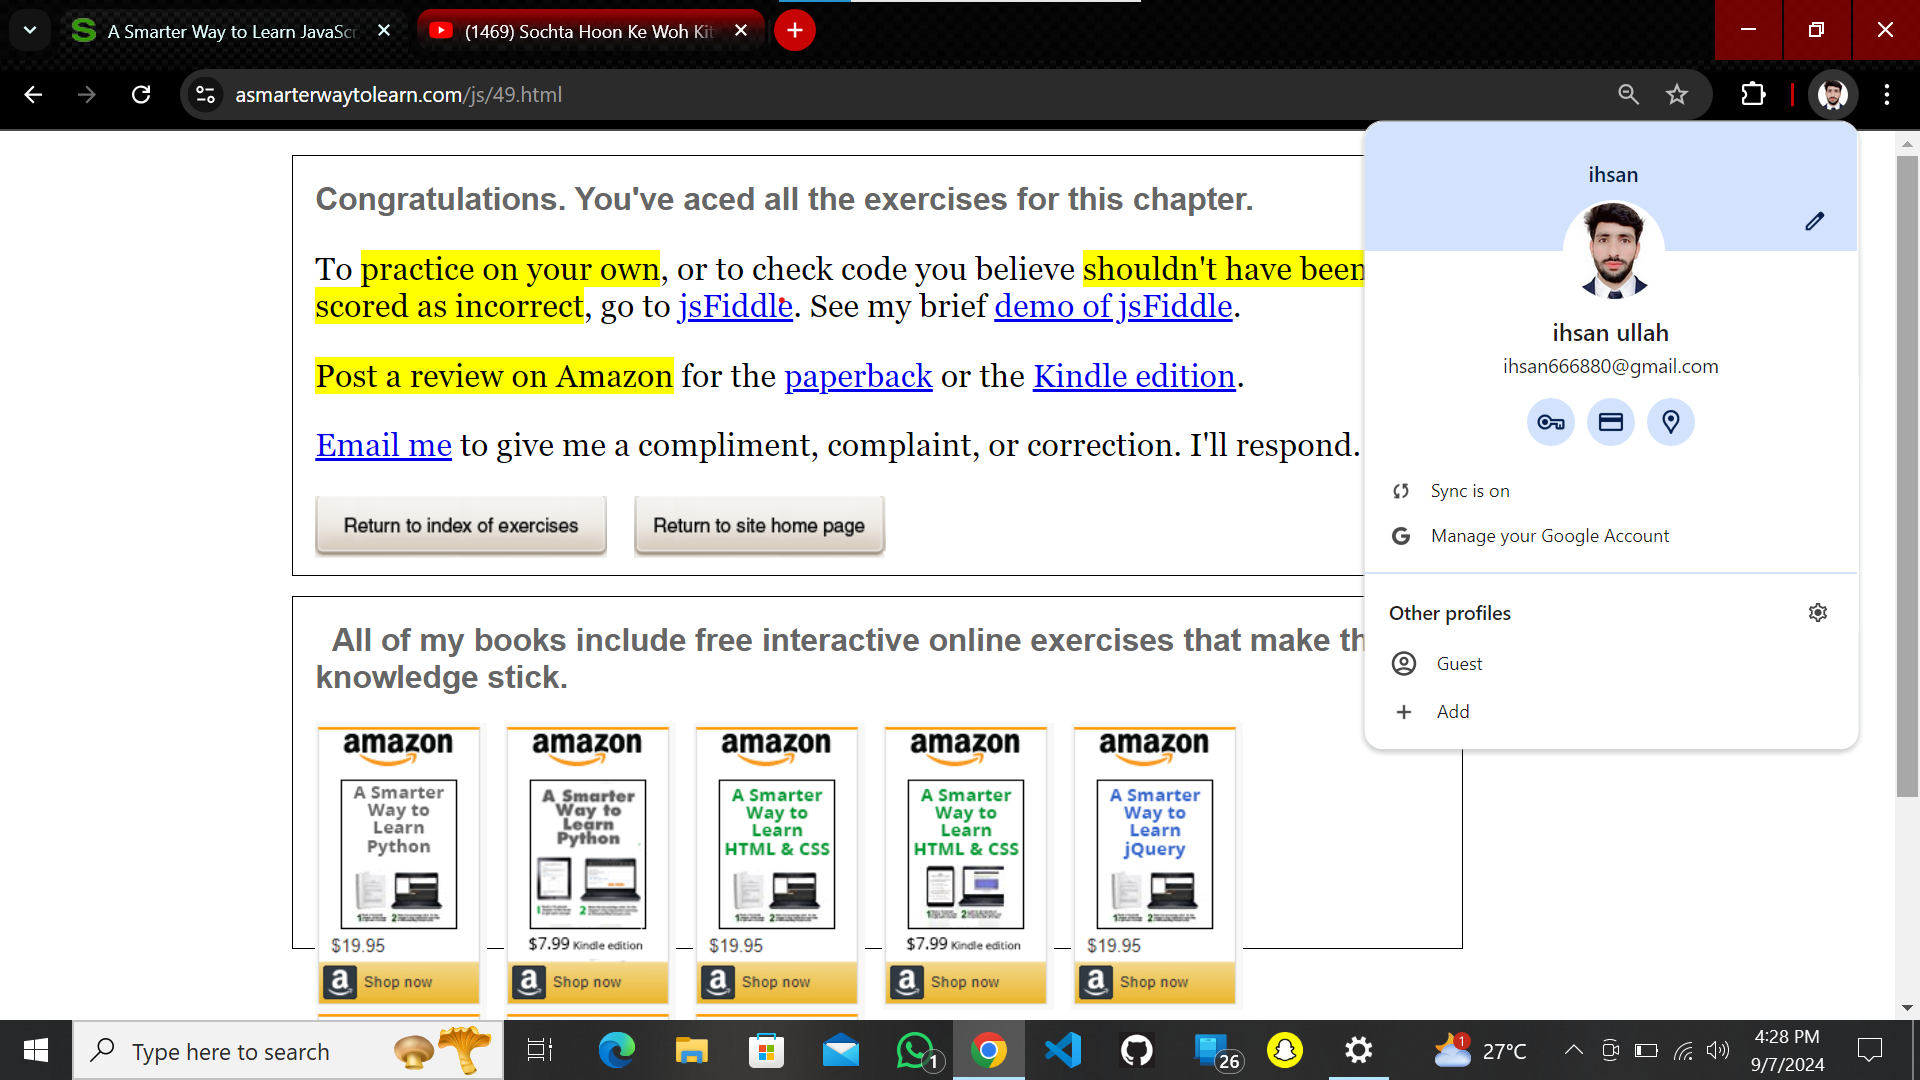 A Smarter Way to Learn JavaScr
(1469) Sochta Hoon Ke Woh Kit
asmarterwaytolearn.com/js/49.html
Congratulations. You've aced all the exercises for this chapter.
To practice on your own, or to check code you believe shouldn't have been
scored as incorrect, go to jsFiddle. See my brief demo of jsFiddle.
Post a review on Amazon for the paperback or the Kindle edition.
Email me to give me a compliment, complaint, or correction. I'll respond.
Return to index of exercises
Return to site home page
All of my books include free interactive online exercises that make th
knowledge stick.
amazon
A Smarter
Way to
Learn
Python
$19.95
a Shop now
amazon
A Smarter
Way to
Learn
Python
$7.99 Kindle edition
a Shop now
amazon
A Smarter
Way to
Learn
HTML & CSS
$19.95
a Shop now
amazon
A Smarter
Way to
Learn
HTML & CSS
$7.99 Kindle edition
a Shop now
amazon
A Smarter
Way to
Learn
jQuery
$19.95
a Shop now
ihsan
ihsan ullah
ihsan666880@gmail.com
Sync is on
Manage your Google Account
Other profiles
Guest
Add
Type here to search
1
26
1
27°C
4:28 PM
9/7/2024